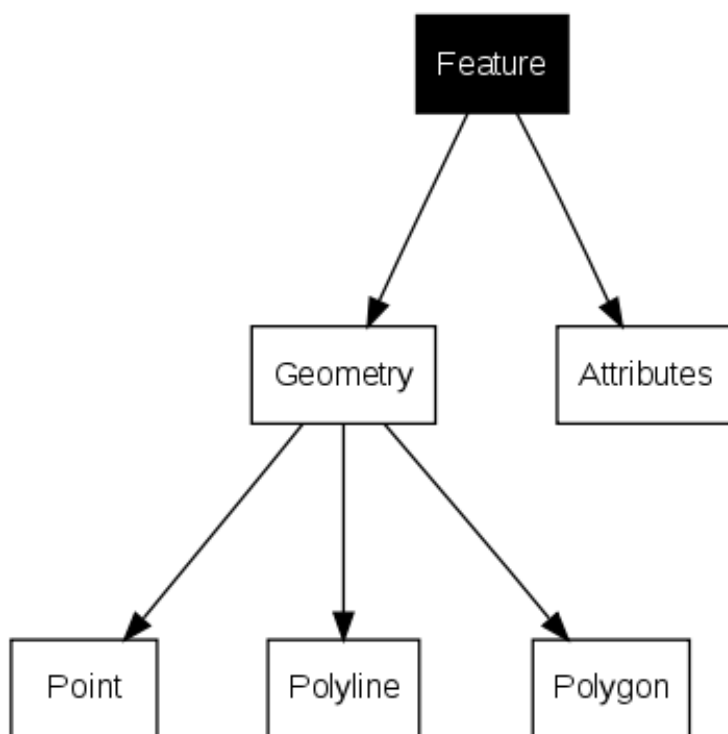 Feature
Geometry
Attributes
Point
Polyline
Polygon